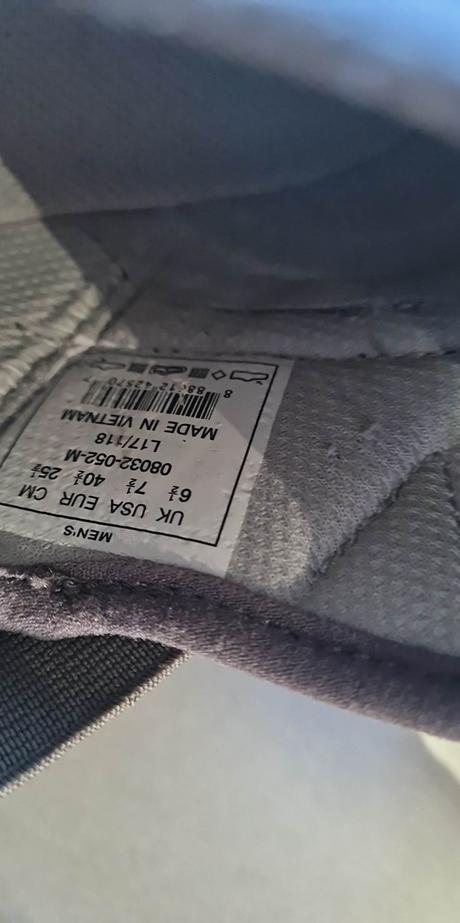 MEN'S
UK USA EUR CM
6½ 7½ 40½ 25½
08032-052-M
L17/118
MADE IN VIETNAM